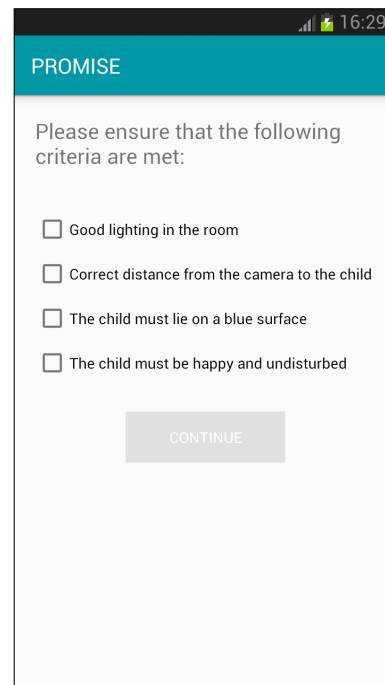 16:29
PROMISE
Please ensure that the following
criteria are met:
Good lighting in the room
Correct distance from the camera to the child
The child must lie on a blue surface
The child must be happy and undisturbed
CONTINUE